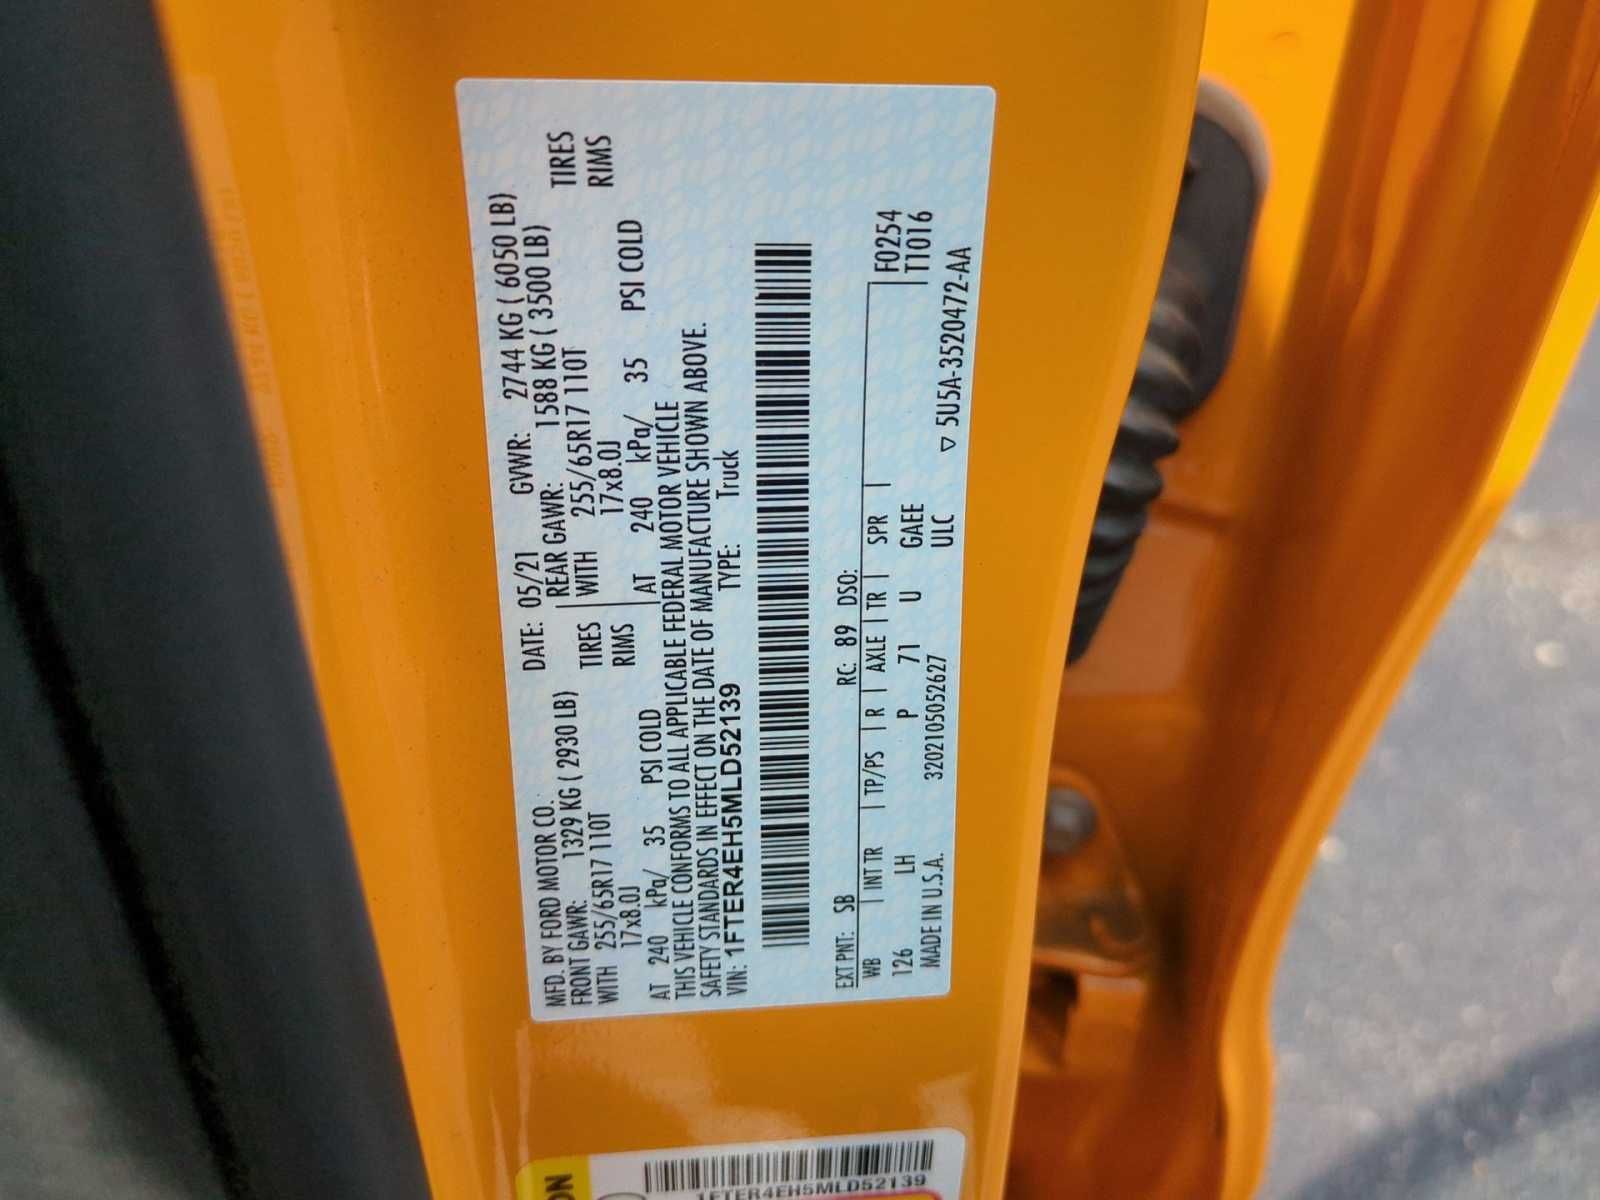 MFD. BY FORD MOTOR CO. DATE: 05/21 GVWR: 2744 KG ( 6050 LB)
FRONT GAWR: 1329 KG ( 2930 LB) REAR GAWR: 1588 KG ( 3500 LB)
WITH 255/65R17 110T TIRES WITH 255/65R17 110T TIRES
17x8.0J RIMS 17x8.0J RIMS
AT 240 kPa/ 35 PSI COLD AT 240 kPa/ 35 PSI COLD
THIS VEHICLE CONFORMS TO ALL APPLICABLE FEDERAL MOTOR VEHICLE
SAFETY STANDARDS IN EFFECT ON THE DATE OF MANUFACTURE SHOWN ABOVE.
VIN: 1FTER4EH5MLD52139 TYPE: Truck
EXT PNT: SB RC: 89 DSO:
WB INT TR TP/PS R AXLE TR SPR F0254
126 LH P 71 U GAEE T1016
MADE IN U.S.A. 320210505262​7 ULC
▽ 5U5A-3520472-AA
1FTER4EH5MLD52139